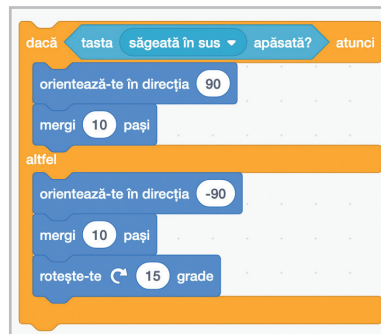 dacă tasta săgeată în sus apăsată? atunci
orientează-te în direcția 90
mergi 10 pași
altfel
orientează-te în direcția -90
mergi 10 pași
rotește-te 15 grade